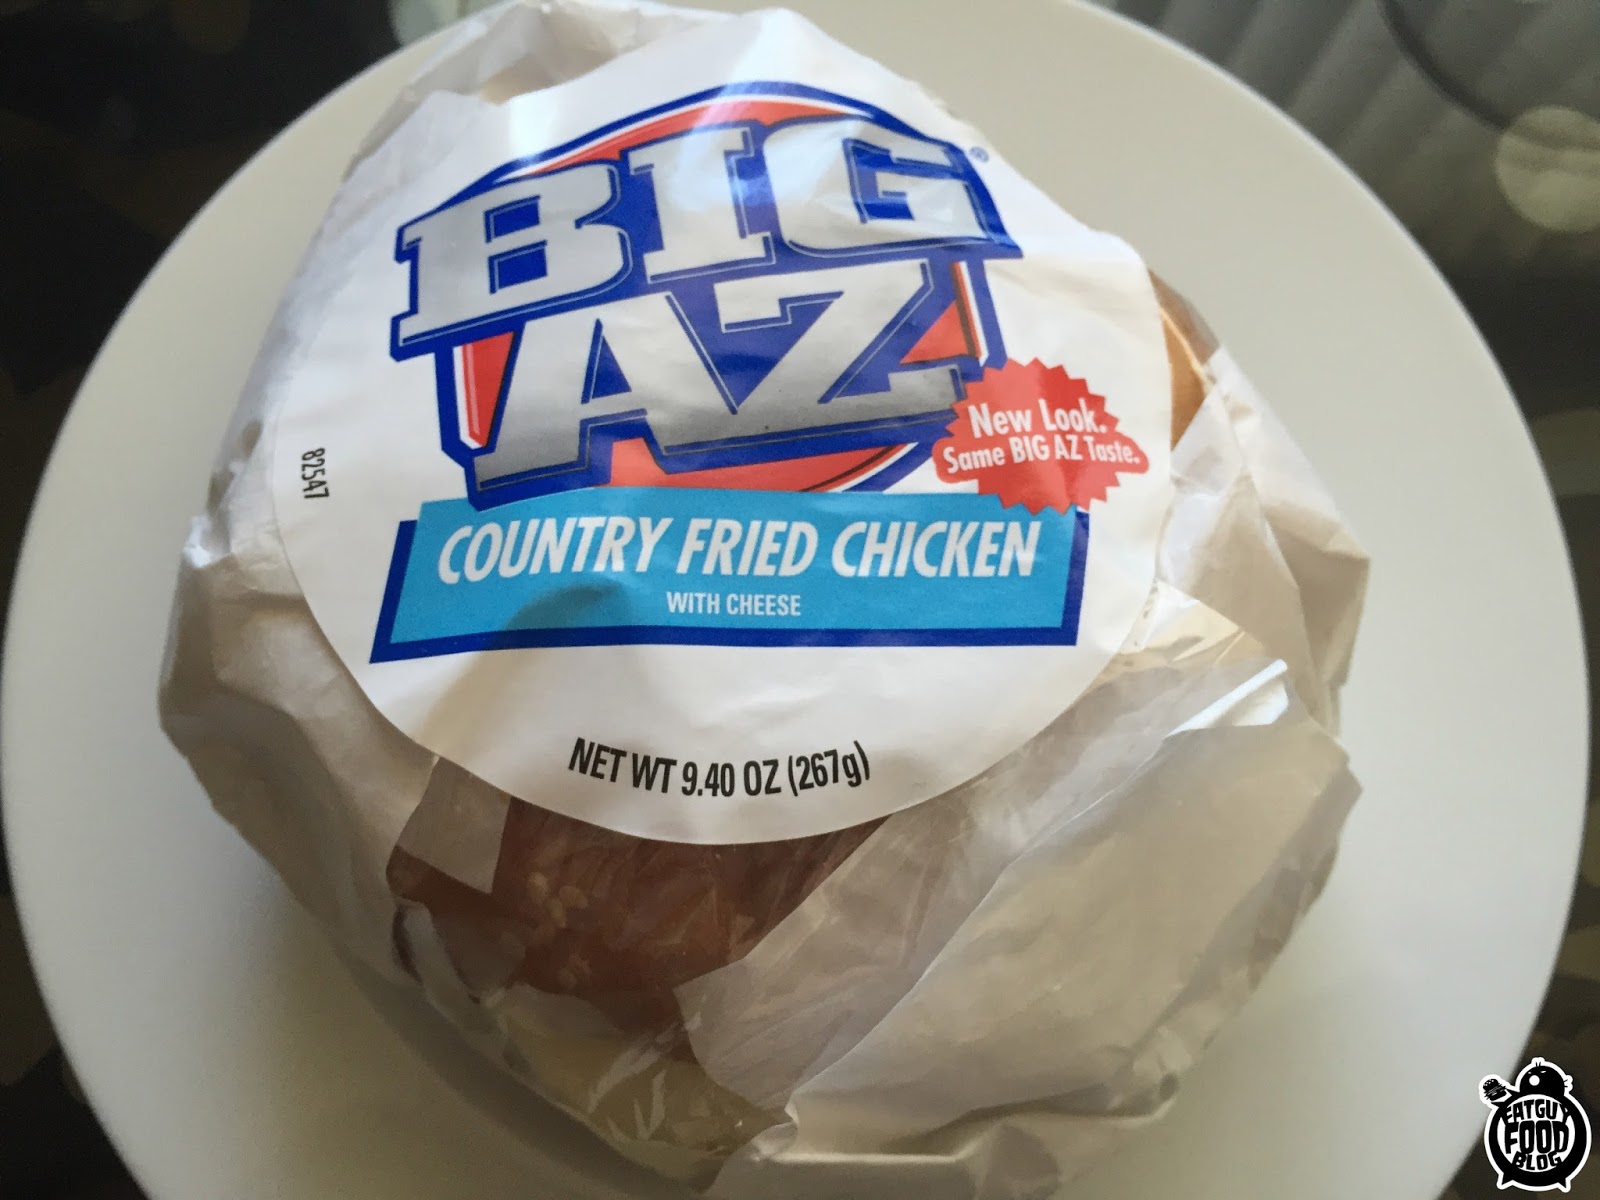 BIG
AZ®
New Look.
Same BIG AZ Taste.
82547
COUNTRY FRIED CHICKEN
WITH CHEESE
NET WT 9.40 OZ (267g)
EATGUY
FOOD
BLOG